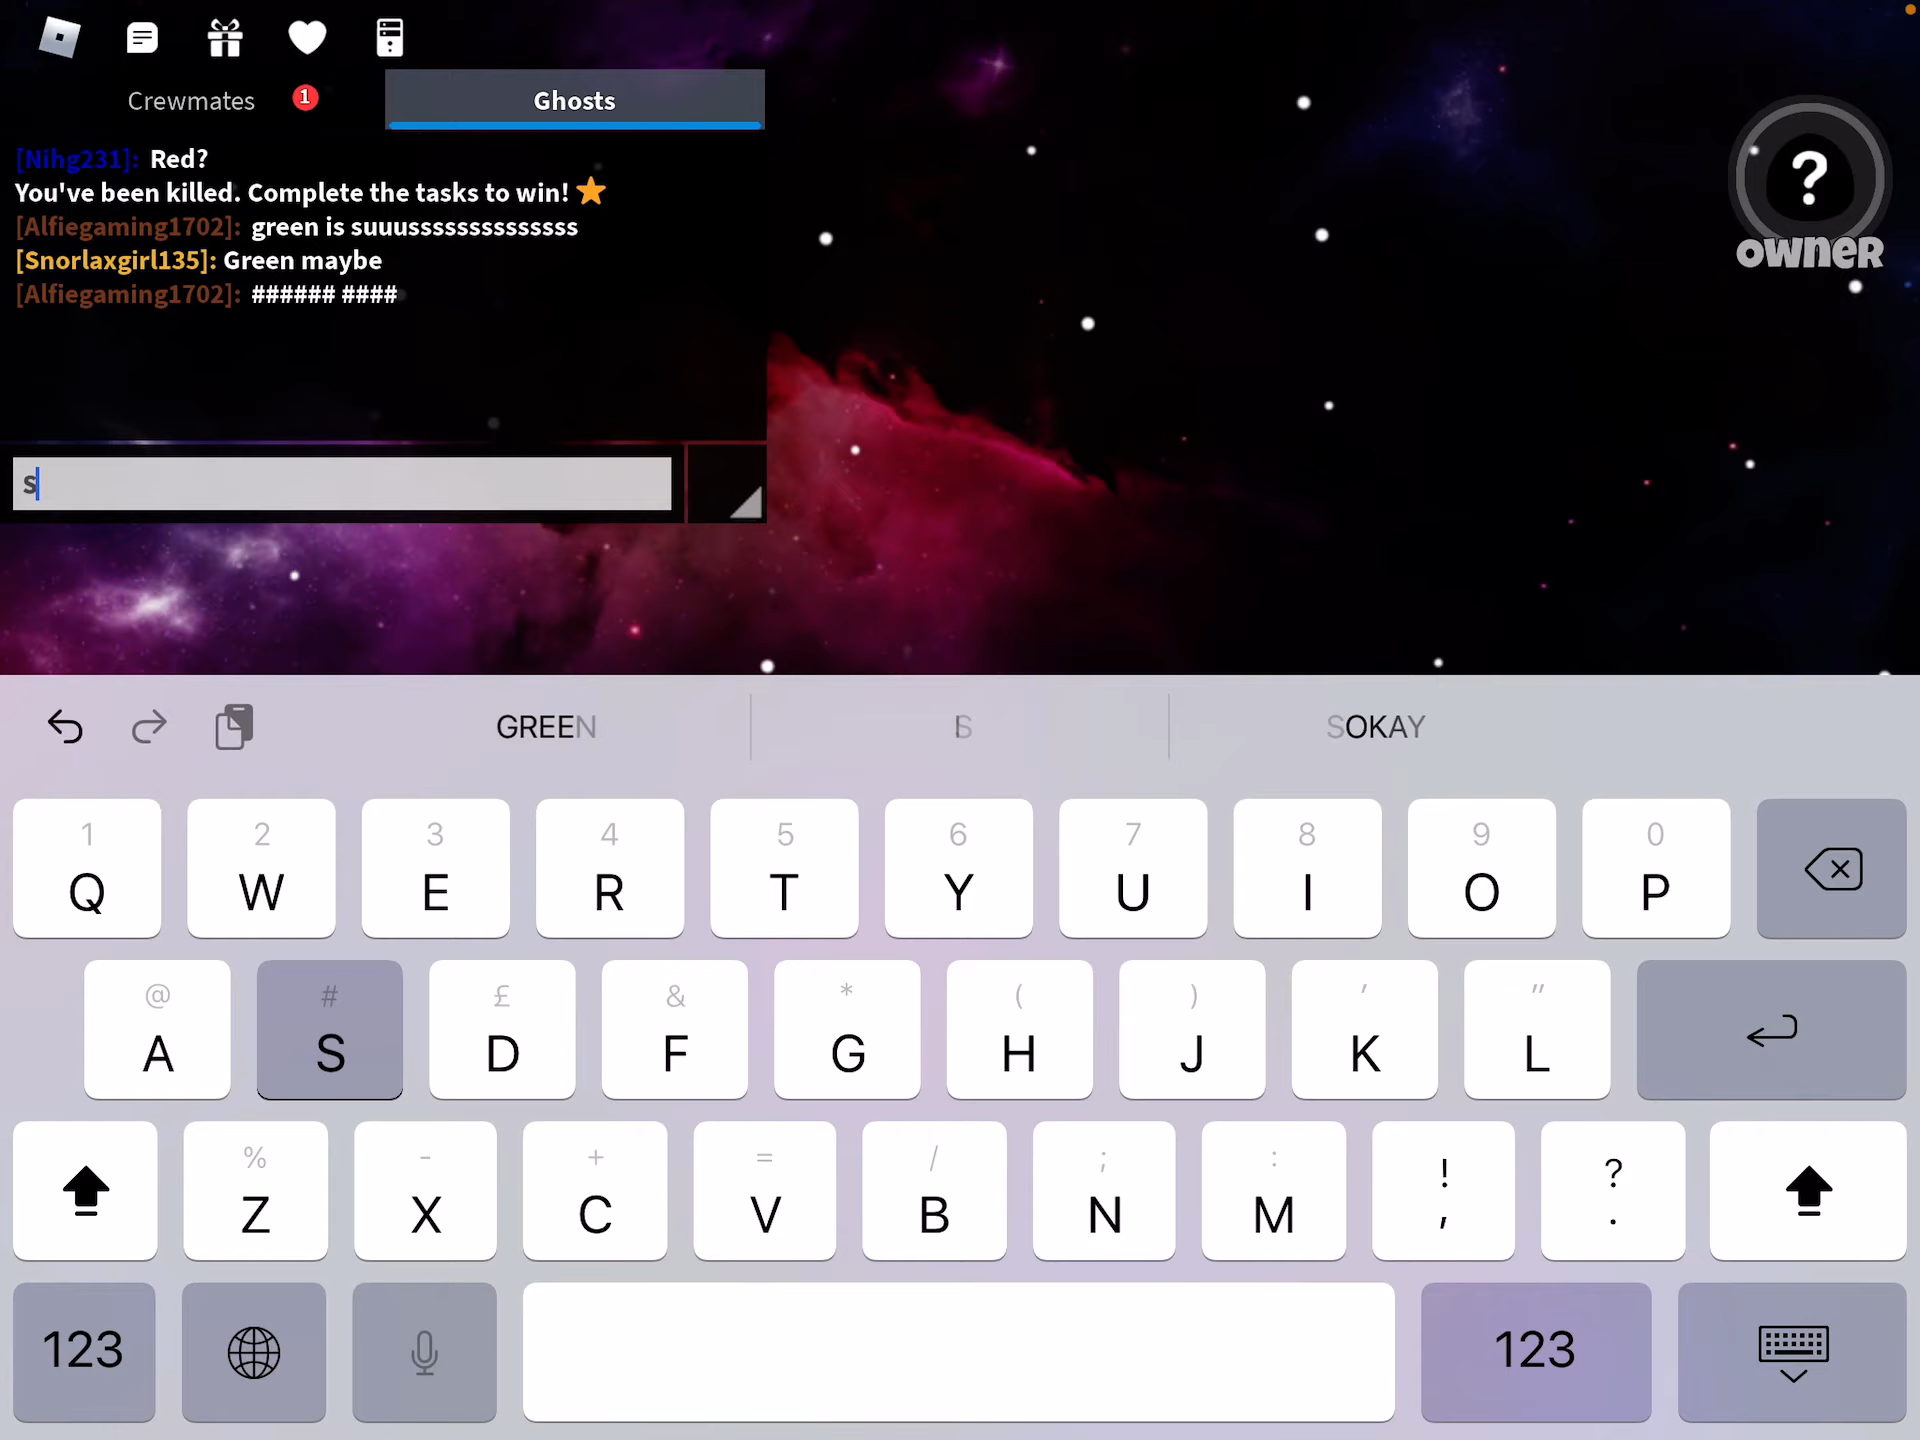 Crewmates 1 Ghosts
[Nihg231]: Red?
You've been killed. Complete the tasks to win!
[Alfiegaming1702]: green is suuussssssssssssss
[Snorlaxgirl135]: Green maybe
[Alfiegaming1702]: ###### ####
?
OWNER
S
GREEN S SOKAY
1 2 3 4 5 6 7 8 9 0
Q W E R T Y U I O P
@ # £ & * ( ) ' "
A S D F G H J K L
% - + = / ; : ! ?
Z X C V B N M , .
123 123